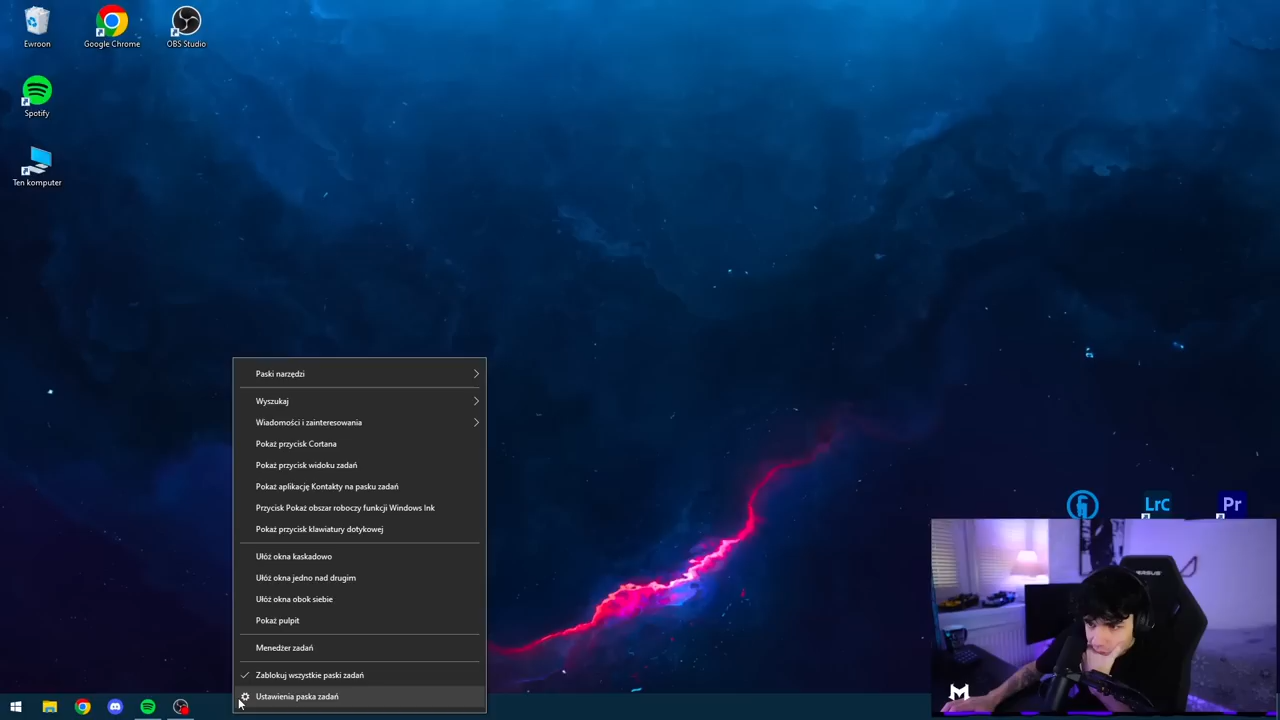 Ewroon
Google Chrome
OBS Studio
Spotify
Ten komputer
Paski narzędzi
Wyszukaj
Wiadomości i zainteresowania
Pokaż przycisk Cortana
Pokaż przycisk widoku zadań
Pokaż aplikację Kontakty na pasku zadań
Przycisk Pokaż obszar roboczy funkcji Windows Ink
Pokaż przycisk klawiatury dotykowej
Ułóż okna kaskadowo
Ułóż okna jedno nad drugim
Ułóż okna obok siebie
Pokaż pulpit
Menedżer zadań
Zablokuj wszystkie paski zadań
Ustawienia paska zadań
LrC
Pr